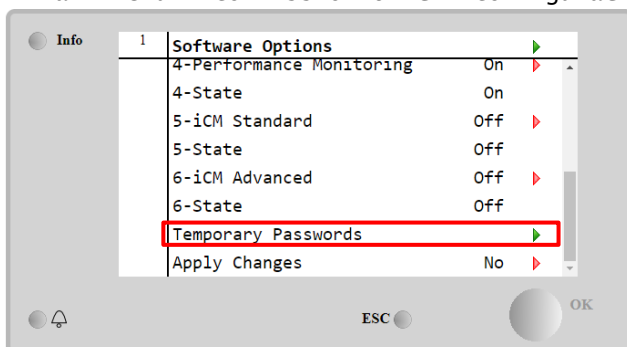 Info
1 Software Options
4-Performance Monitoring On
4-State On
5-iCM Standard Off
5-State Off
6-iCM Advanced Off
6-State Off
Temporary Passwords
Apply Changes No
ESC
OK